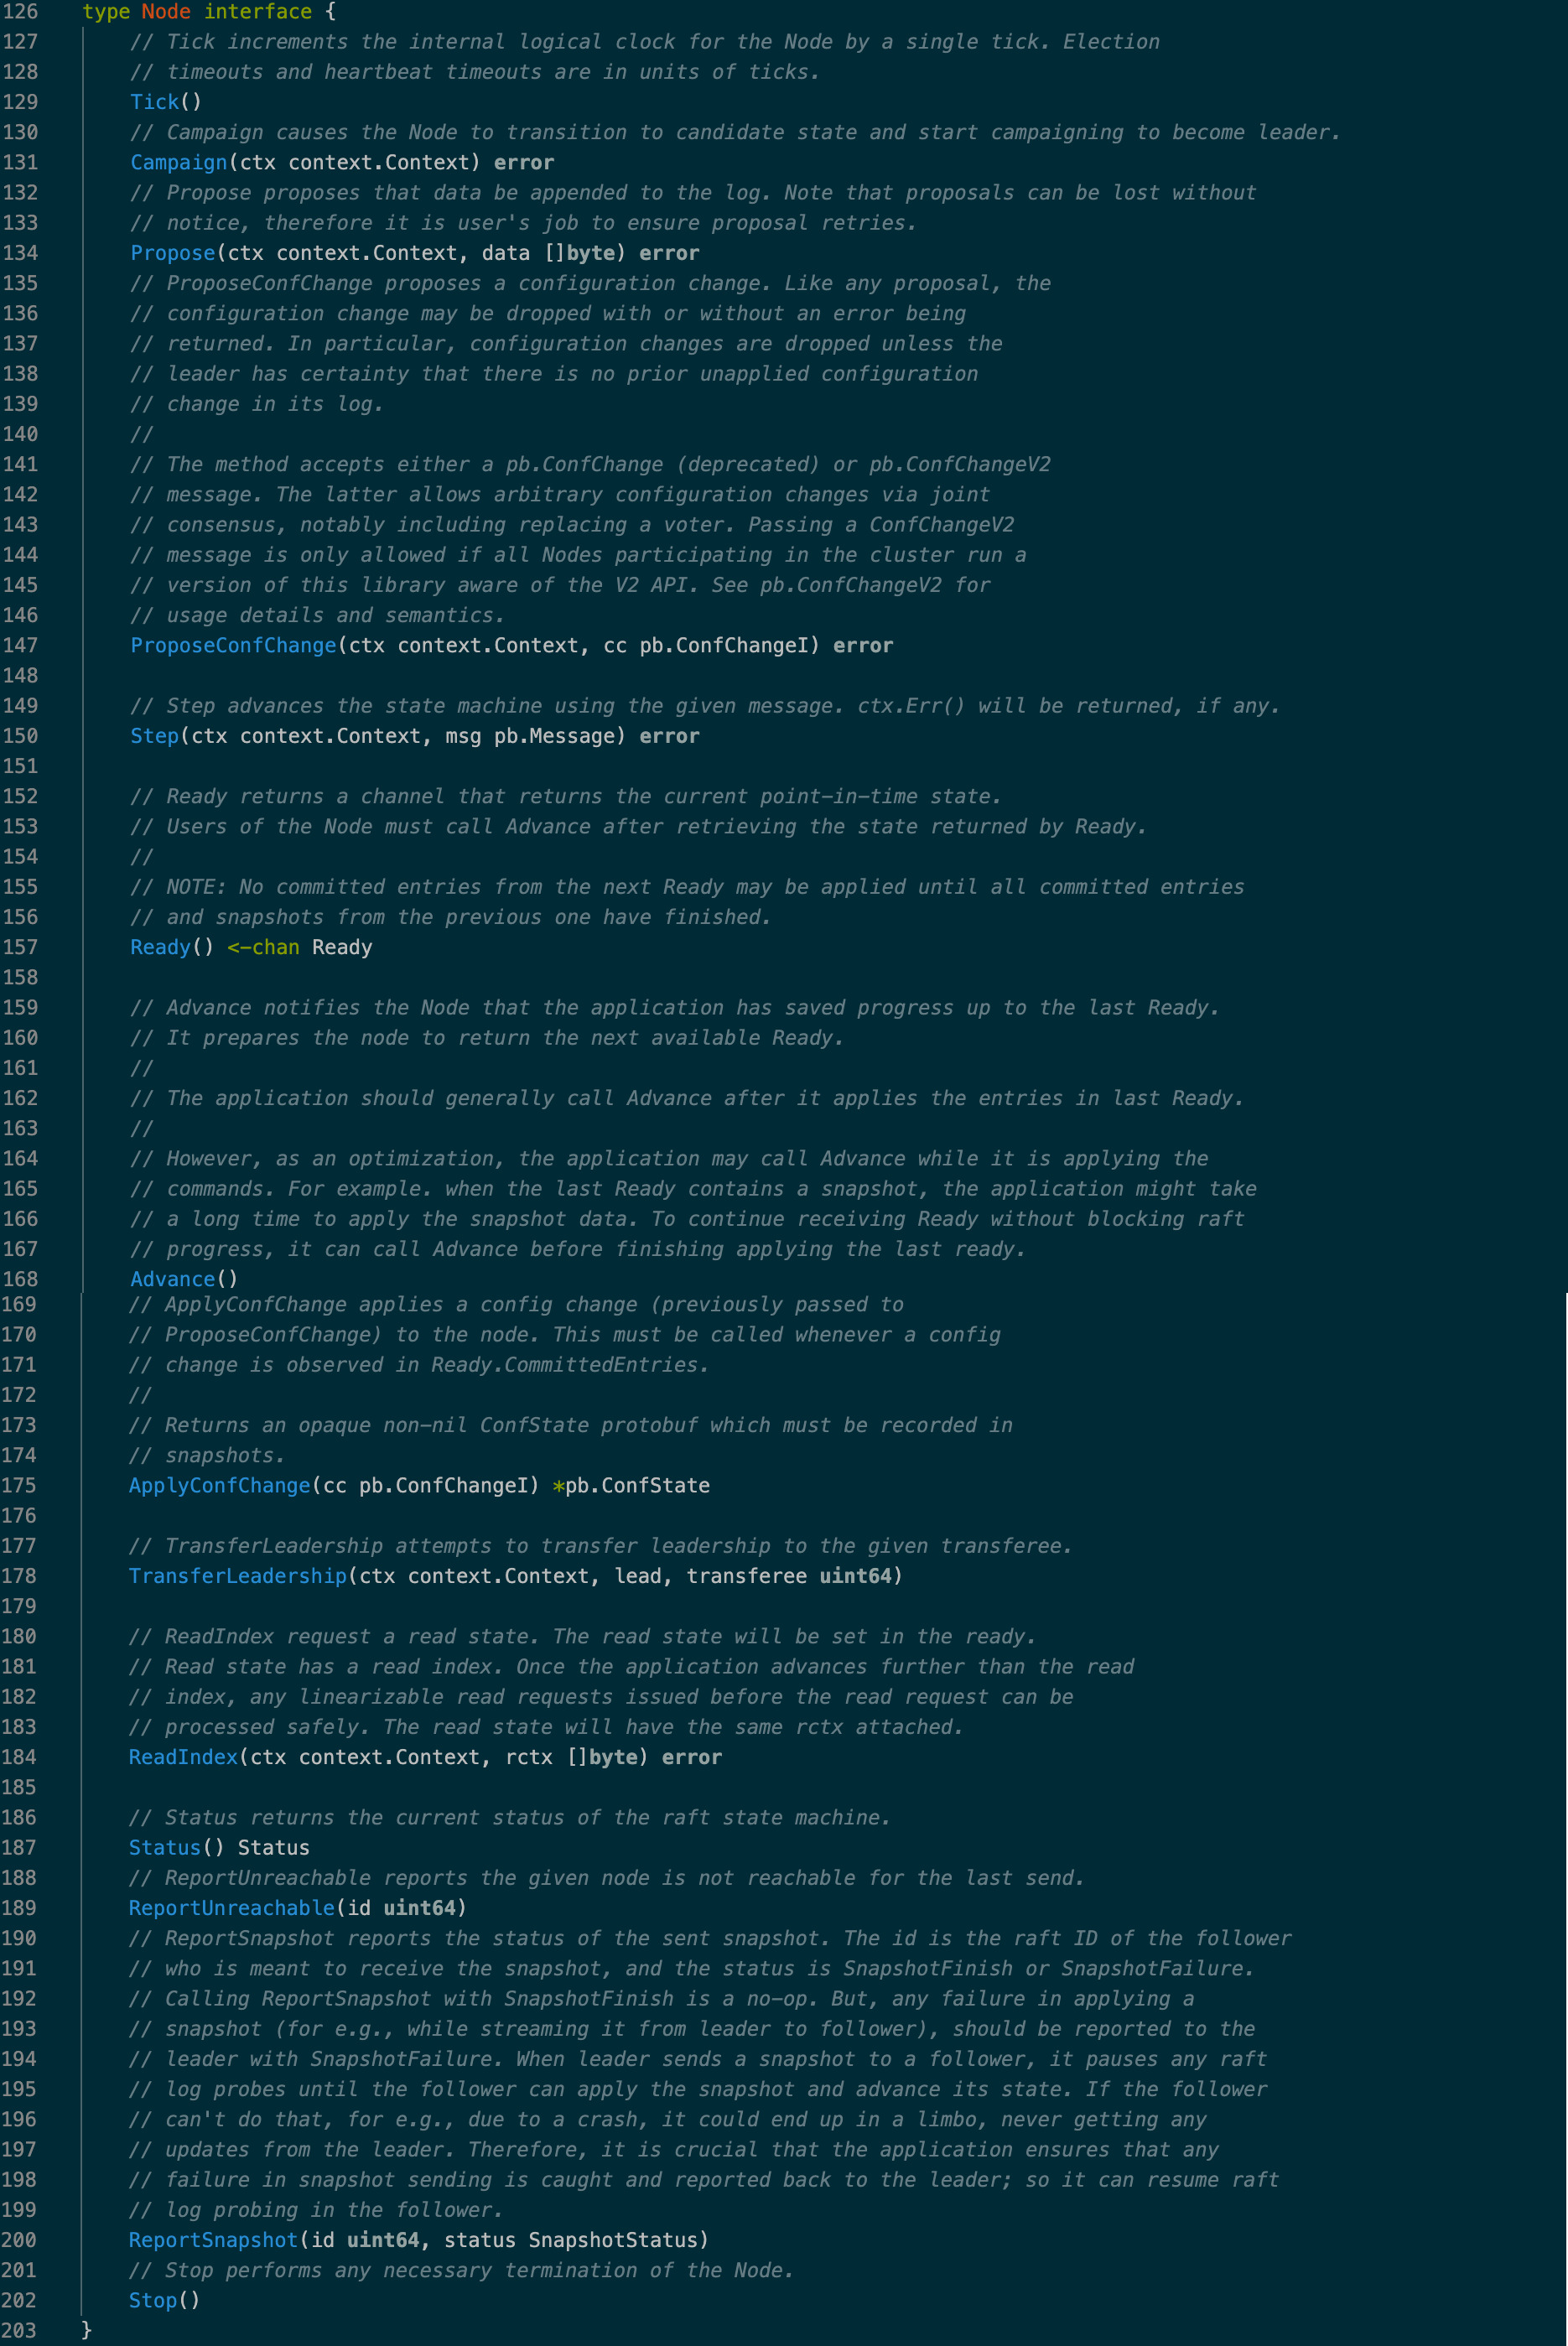 126 type Node interface {
127 // Tick increments the internal logical clock for the Node by a single tick. Election
128 // timeouts and heartbeat timeouts are in units of ticks.
129 Tick()
130 // Campaign causes the Node to transition to candidate state and start campaigning to become leader.
131 Campaign(ctx context.Context) error
132 // Propose proposes that data be appended to the log. Note that proposals can be lost without
133 // notice, therefore it is user's job to ensure proposal retries.
134 Propose(ctx context.Context, data []byte) error
135 // ProposeConfChange proposes a configuration change. Like any proposal, the
136 // configuration change may be dropped with or without an error being
137 // returned. In particular, configuration changes are dropped unless the
138 // leader has certainty that there is no prior unapplied configuration
139 // change in its log.
140 //
141 // The method accepts either a pb.ConfChange (deprecated) or pb.ConfChangeV2
142 // message. The latter allows arbitrary configuration changes via joint
143 // consensus, notably including replacing a voter. Passing a ConfChangeV2
144 // message is only allowed if all Nodes participating in the cluster run a
145 // version of this library aware of the V2 API. See pb.ConfChangeV2 for
146 // usage details and semantics.
147 ProposeConfChange(ctx context.Context, cc pb.ConfChangeI) error
148
149 // Step advances the state machine using the given message. ctx.Err() will be returned, if any.
150 Step(ctx context.Context, msg pb.Message) error
151
152 // Ready returns a channel that returns the current point-in-time state.
153 // Users of the Node must call Advance after retrieving the state returned by Ready.
154 //
155 // NOTE: No committed entries from the next Ready may be applied until all committed entries
156 // and snapshots from the previous one have finished.
157 Ready() <-chan Ready
158
159 // Advance notifies the Node that the application has saved progress up to the last Ready.
160 // It prepares the node to return the next available Ready.
161 //
162 // The application should generally call Advance after it applies the entries in last Ready.
163 //
164 // However, as an optimization, the application may call Advance while it is applying the
165 // commands. For example. when the last Ready contains a snapshot, the application might take
166 // a long time to apply the snapshot data. To continue receiving Ready without blocking raft
167 // progress, it can call Advance before finishing applying the last ready.
168 Advance()
169 // ApplyConfChange applies a config change (previously passed to
170 // ProposeConfChange) to the node. This must be called whenever a config
171 // change is observed in Ready.CommittedEntries.
172 //
173 // Returns an opaque non-nil ConfState protobuf which must be recorded in
174 // snapshots.
175 ApplyConfChange(cc pb.ConfChangeI) *pb.ConfState
176
177 // TransferLeadership attempts to transfer leadership to the given transferee.
178 TransferLeadership(ctx context.Context, lead, transferee uint64)
179
180 // ReadIndex request a read state. The read state will be set in the ready.
181 // Read state has a read index. Once the application advances further than the read
182 // index, any linearizable read requests issued before the read request can be
183 // processed safely. The read state will have the same rctx attached.
184 ReadIndex(ctx context.Context, rctx []byte) error
185
186 // Status returns the current status of the raft state machine.
187 Status() Status
188 // ReportUnreachable reports the given node is not reachable for the last send.
189 ReportUnreachable(id uint64)
190 // ReportSnapshot reports the status of the sent snapshot. The id is the raft ID of the follower
191 // who is meant to receive the snapshot, and the status is SnapshotFinish or SnapshotFailure.
192 // Calling ReportSnapshot with SnapshotFinish is a no-op. But, any failure in applying a
193 // snapshot (for e.g., while streaming it from leader to follower), should be reported to the
194 // leader with SnapshotFailure. When leader sends a snapshot to a follower, it pauses any raft
195 // log probes until the follower can apply the snapshot and advance its state. If the follower
196 // can't do that, for e.g., due to a crash, it could end up in a limbo, never getting any
197 // updates from the leader. Therefore, it is crucial that the application ensures that any
198 // failure in snapshot sending is caught and reported back to the leader; so it can resume raft
199 // log probing in the follower.
200 ReportSnapshot(id uint64, status SnapshotStatus)
201 // Stop performs any necessary termination of the Node.
202 Stop()
203 }